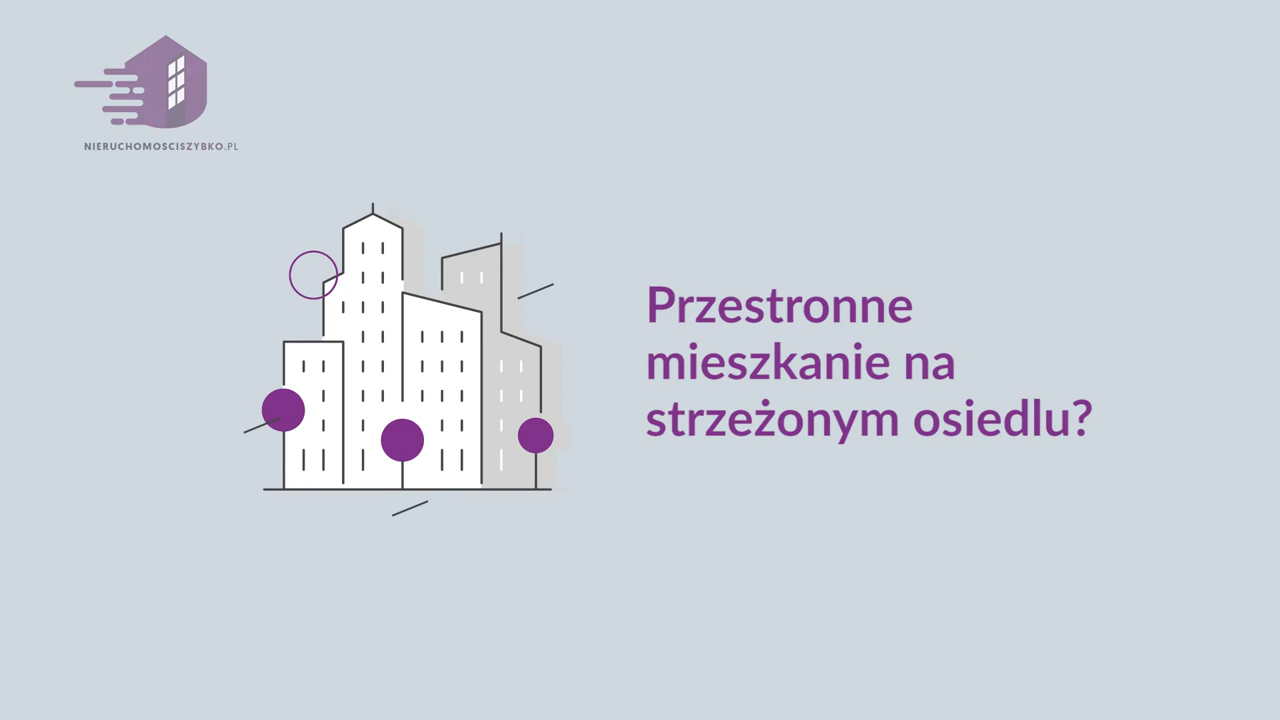 NIERUCHOMOSCISZYBKO.PL
Przestronne
mieszkanie na
strzeżonym osiedlu?